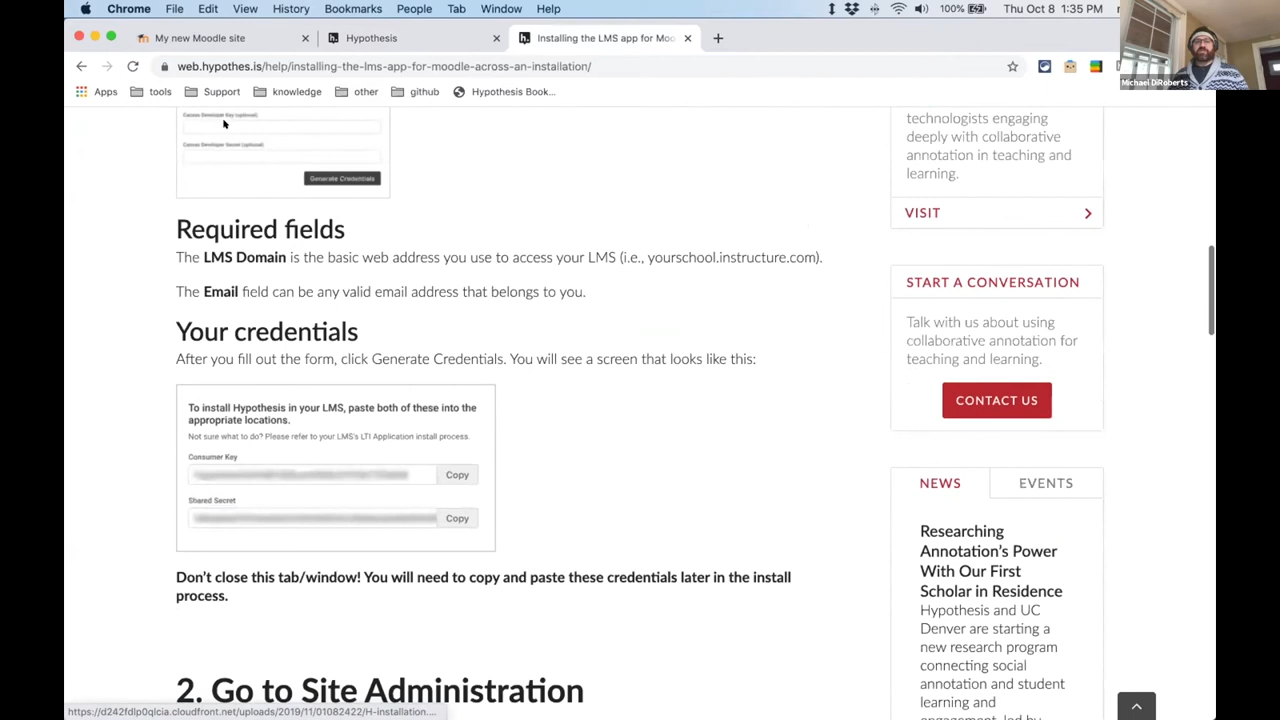 Chrome File Edit View History Bookmarks People Tab Window Help 100% Thu Oct 8 1:35 PM
My new Moodle site Hypothesis Installing the LMS app for Moo
web.hypothes.is/help/installing-the-lms-app-for-moodle-across-an-installation/
Apps tools Support knowledge other github Hypothesis Book...
Michael DiRoberts
Canvas Developer Key (optional)
Canvas Developer Secret (optional)
Generate Credentials
Required fields
The LMS Domain is the basic web address you use to access your LMS (i.e., yourschool.instructure.com).
The Email field can be any valid email address that belongs to you.
Your credentials
After you fill out the form, click Generate Credentials. You will see a screen that looks like this:
To install Hypothesis in your LMS, paste both of these into the
appropriate locations.
Not sure what to do? Please refer to your LMS's LTI Application install process.
Consumer Key
Copy
Shared Secret
Copy
Don't close this tab/window! You will need to copy and paste these credentials later in the install
process.
2. Go to Site Administration
https://d242fdlp0qlcia.cloudfront.net/uploads/2019/11/01082422/H-installation....
technologists engaging
deeply with collaborative
annotation in teaching and
learning.
VISIT
START A CONVERSATION
Talk with us about using
collaborative annotation for
teaching and learning.
CONTACT US
NEWS EVENTS
Researching
Annotation's Power
With Our First
Scholar in Residence
Hypothesis and UC
Denver are starting a
new research program
connecting social
annotation and student
learning and
engagement, led by